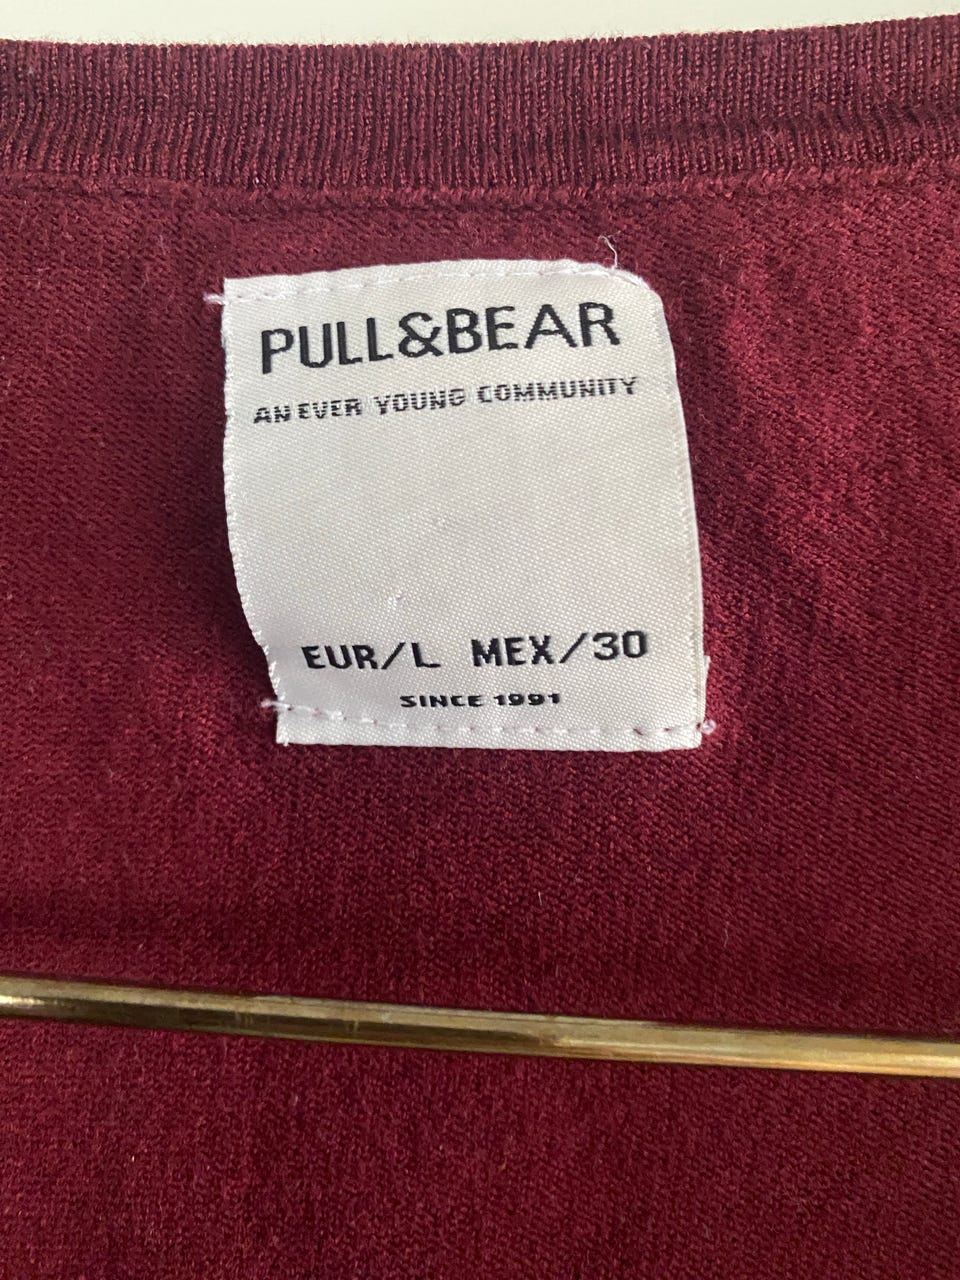 PULL&BEAR
AN EVER YOUNG COMMUNITY
EUR/L MEX/30
SINCE 1991